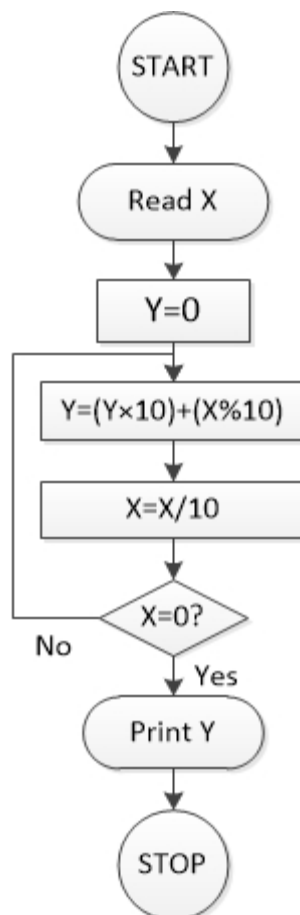 START
Read X
Y=0
Y=(Y×10)+(X%10)
X=X/10
X=0?
No
Yes
Print Y
STOP